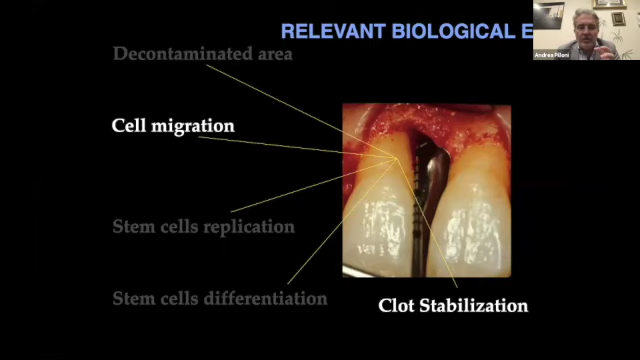 RELEVANT BIOLOGICAL E
Decontaminated area
Cell migration
Stem cells replication
Stem cells differentiation
Clot Stabilization
Andrea Pilloni